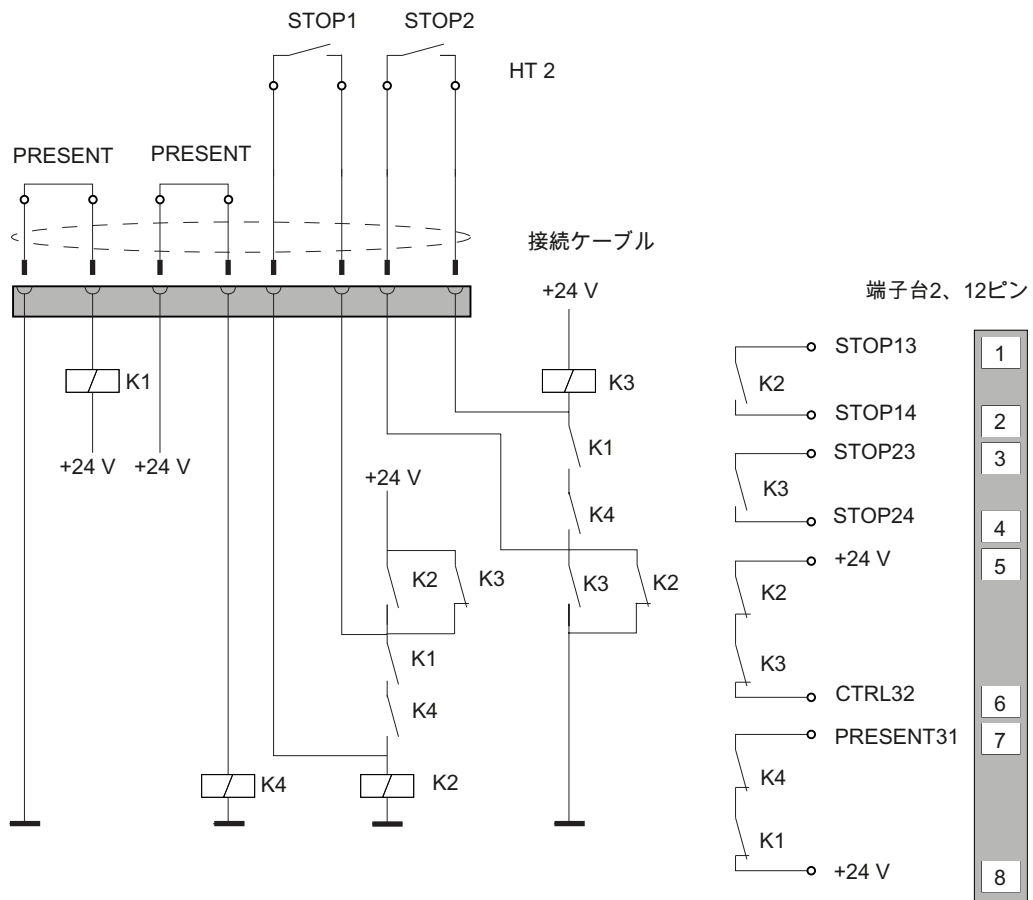 STOP1 STOP2
HT 2
PRESENT PRESENT
接続ケーブル
+24 V
端子台2、12ピン
K1
K3
+24 V +24 V
+24 V
K1
K4
K2 K3
K3 K2
K1
K4
K4
K2
STOP13 1
K2
STOP14 2
STOP23 3
K3
STOP24 4
+24 V 5
K2
K3
CTRL32 6
PRESENT31 7
K4
K1
+24 V 8